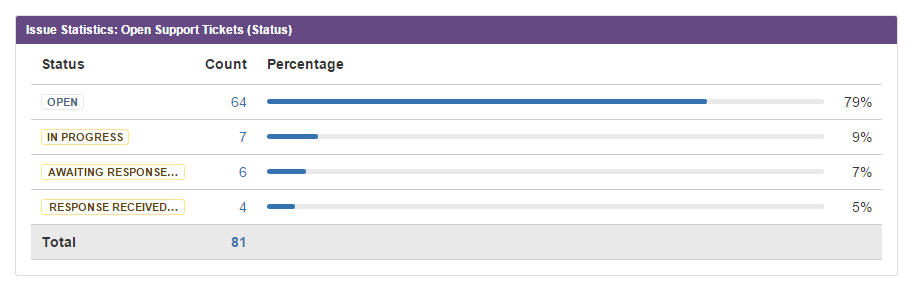 Issue Statistics: Open Support Tickets (Status)
Status Count Percentage
OPEN 64 79%
IN PROGRESS 7 9%
AWAITING RESPONSE... 6 7%
RESPONSE RECEIVED... 4 5%
Total 81